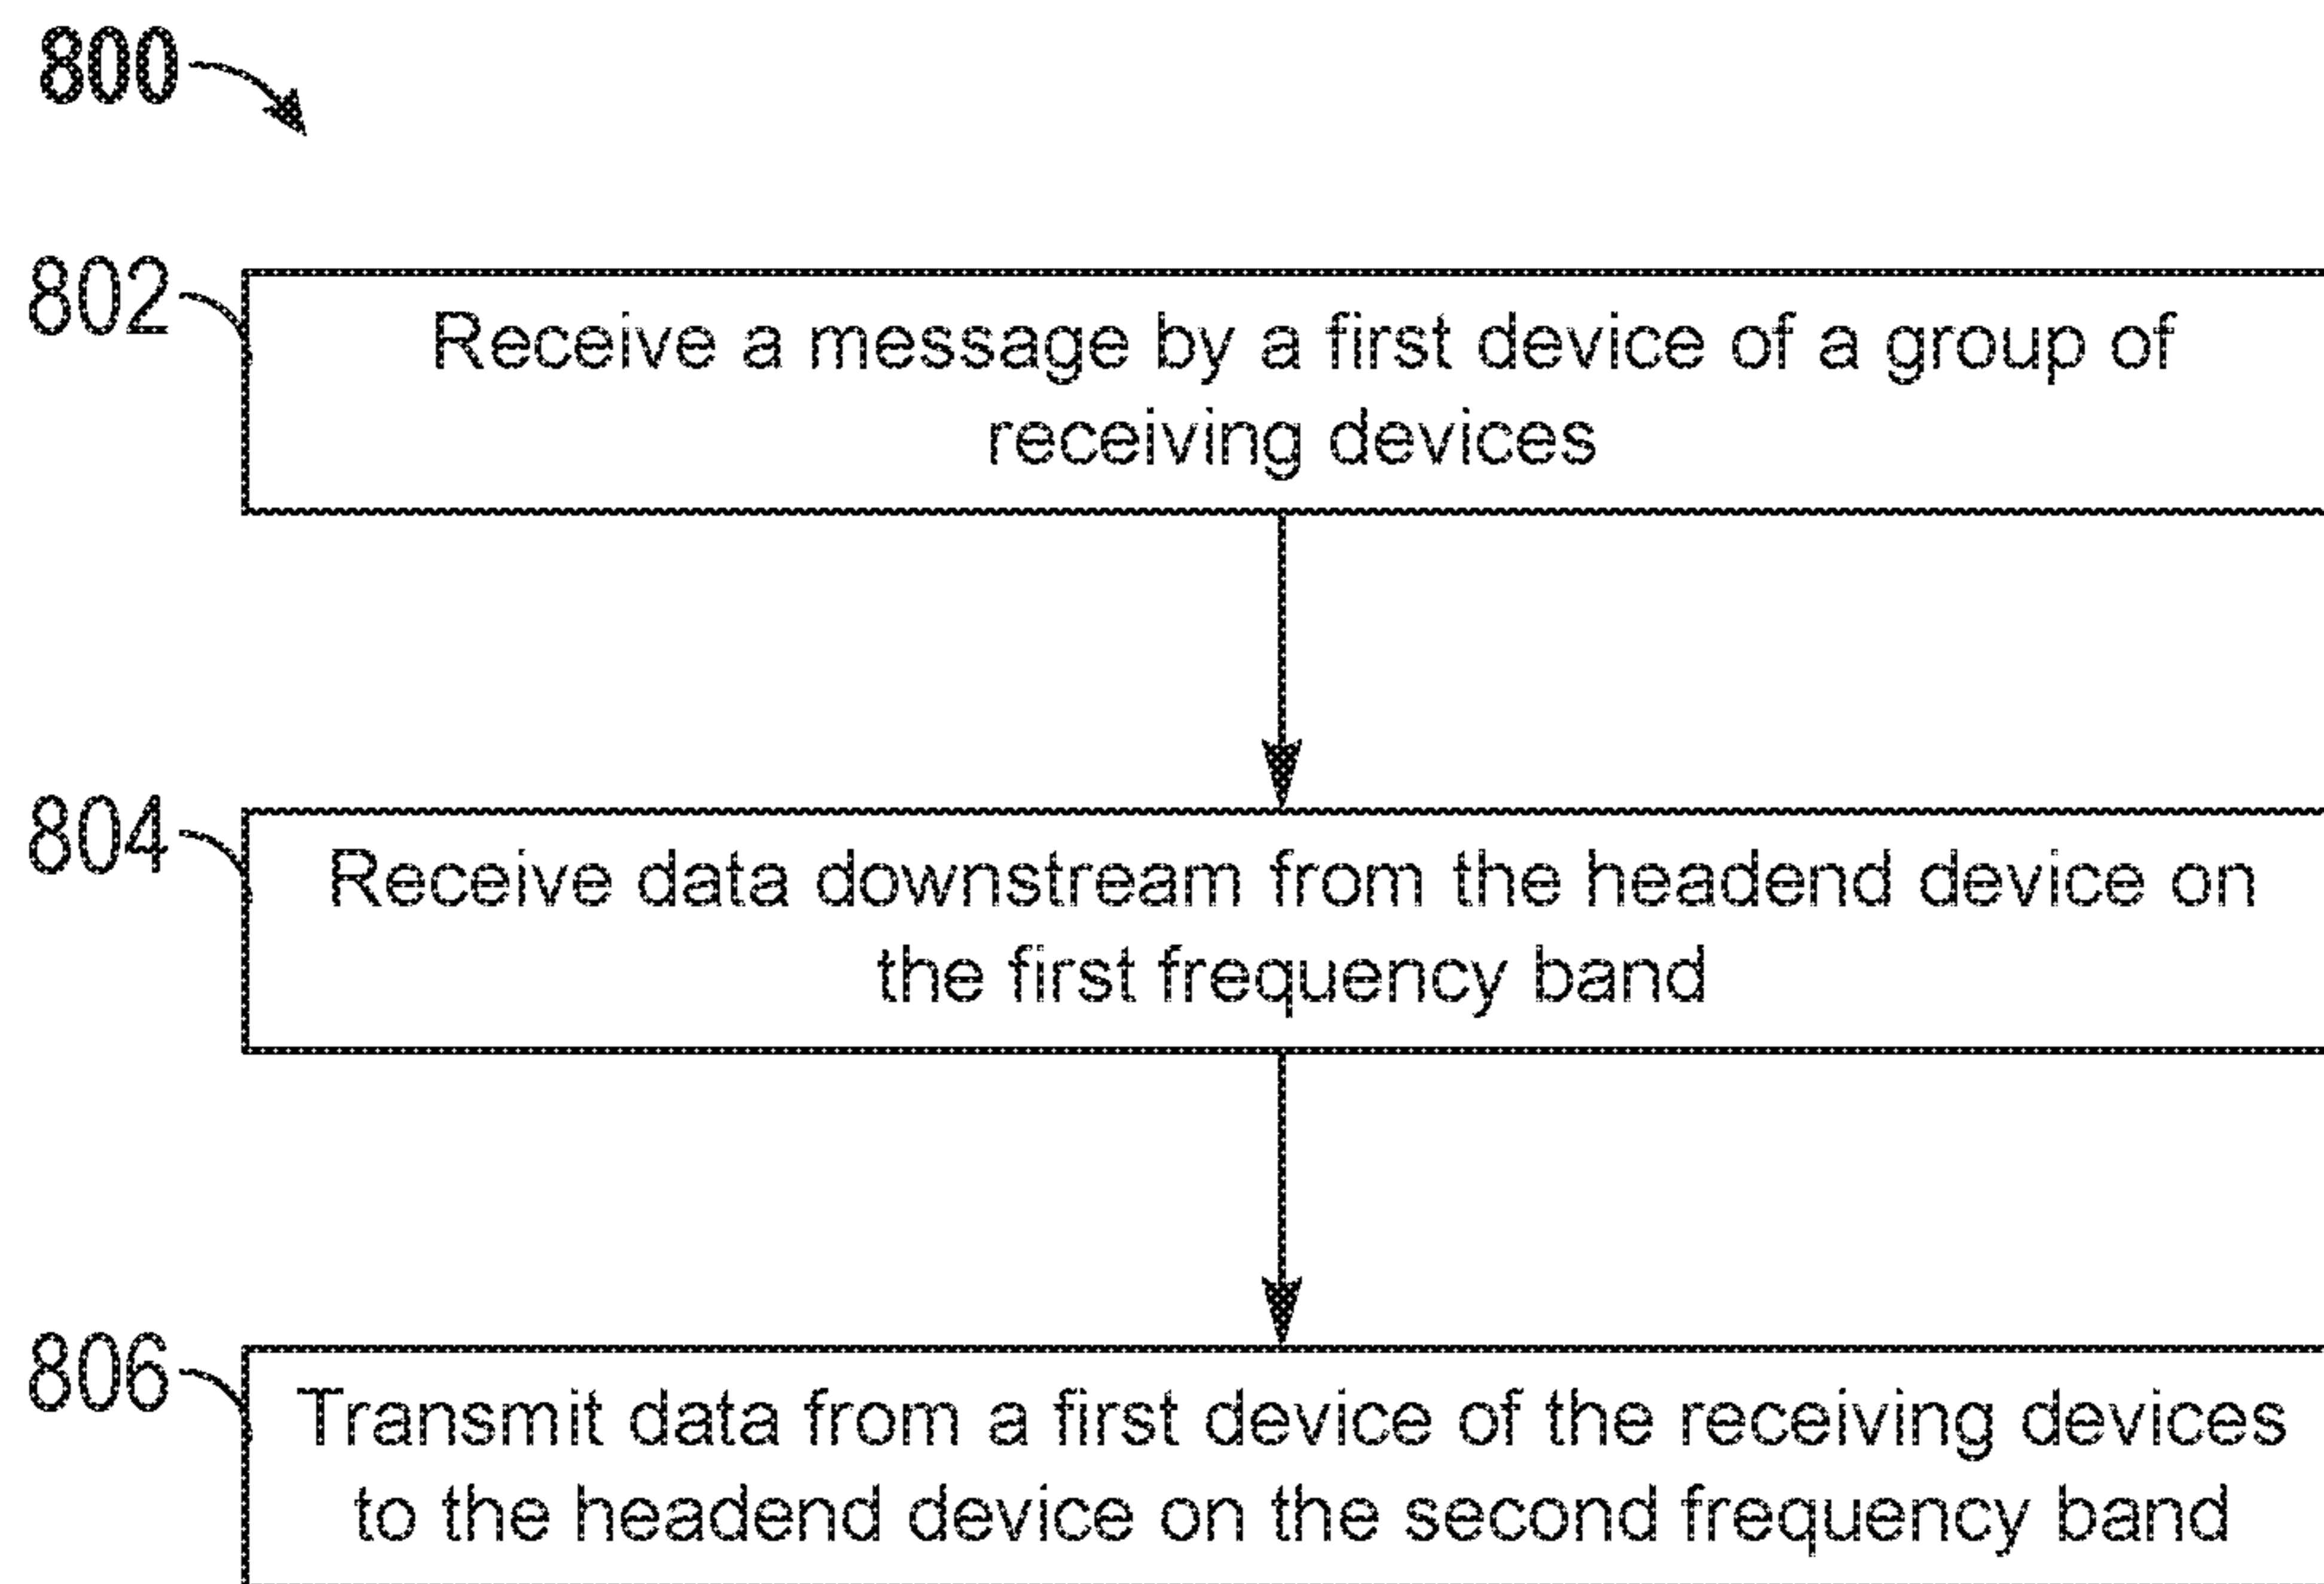 800
802
Receive a message by a first device of a group of
receiving devices
804
Receive data downstream from the headend device on
the first frequency band
806
Transmit data from a first device of the receiving devices
to the headend device on the second frequency band